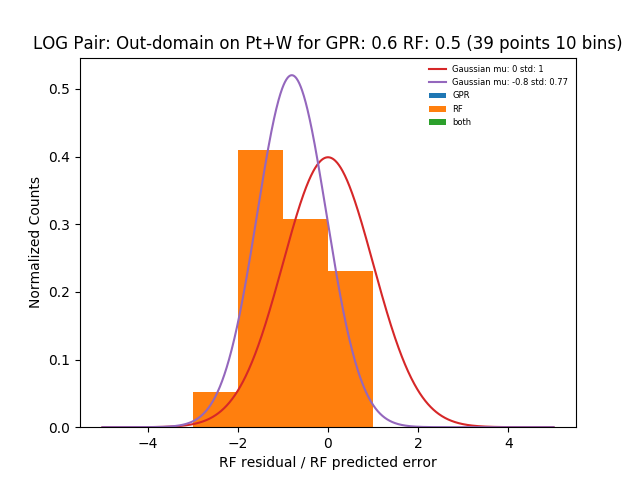 LOG Pair: Out-domain on Pt+W for GPR: 0.6 RF: 0.5 (39 points 10 bins)
Gaussian mu: 0 std: 1
Gaussian mu: -0.8 std: 0.77
GPR
RF
both
Normalized Counts
0.5
0.4
0.3
0.2
0.1
0.0
−4
−2
0
2
4
RF residual / RF predicted error